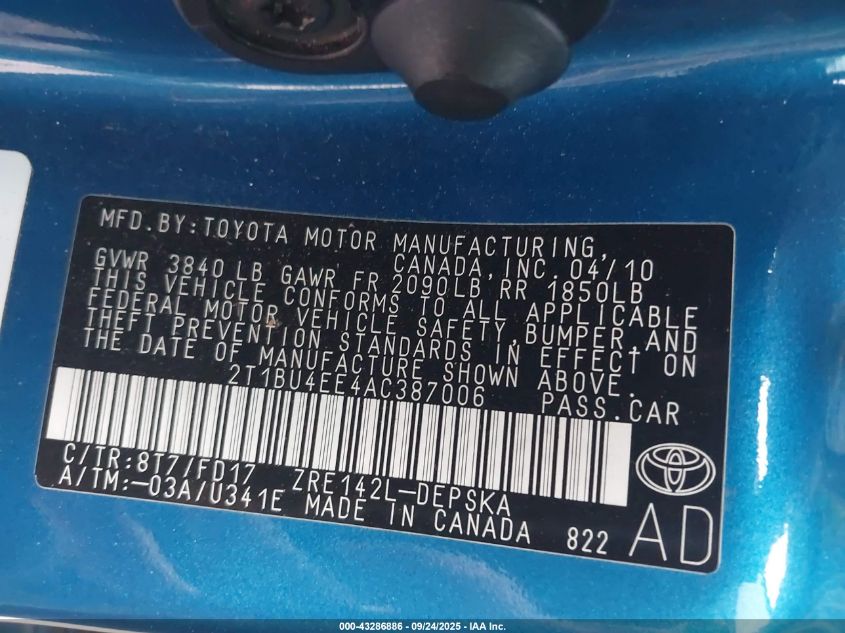 MFD. BY: TOYOTA MOTOR MANUFACTURING,
CANADA, INC. 04/10
GVWR 3840 LB GAWR FR 2090LB RR 1850LB
THIS VEHICLE CONFORMS TO ALL APPLICABLE
FEDERAL MOTOR VEHICLE SAFETY, BUMPER, AND
THEFT PREVENTION STANDARDS IN EFFECT ON
THE DATE OF MANUFACTURE SHOWN ABOVE.
2T1BU4EE4AC387006 PASS. CAR
C/TR: 8T7/FD17 ZRE142L-DEPSKA
A/TM: -03A/U341E MADE IN CANADA 822
AD
000-43286886 - 09/24/2025 - IAA Inc.